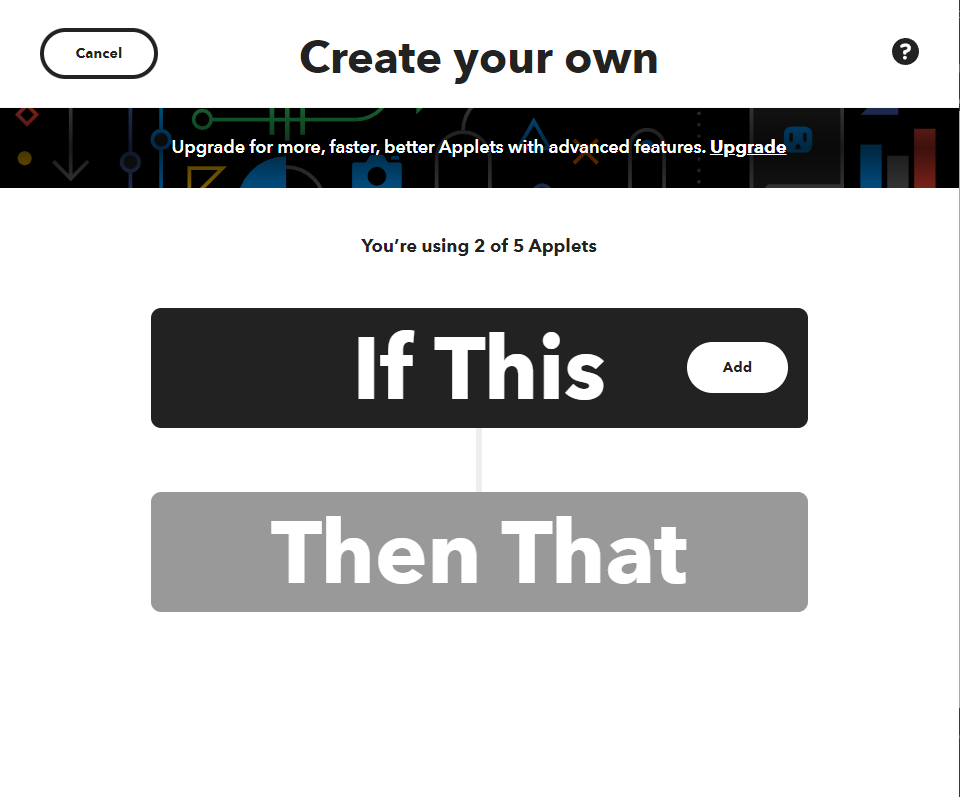 Cancel
Create your own
?
Upgrade for more, faster, better Applets with advanced features. Upgrade
You’re using 2 of 5 Applets
If This
Add
Then That